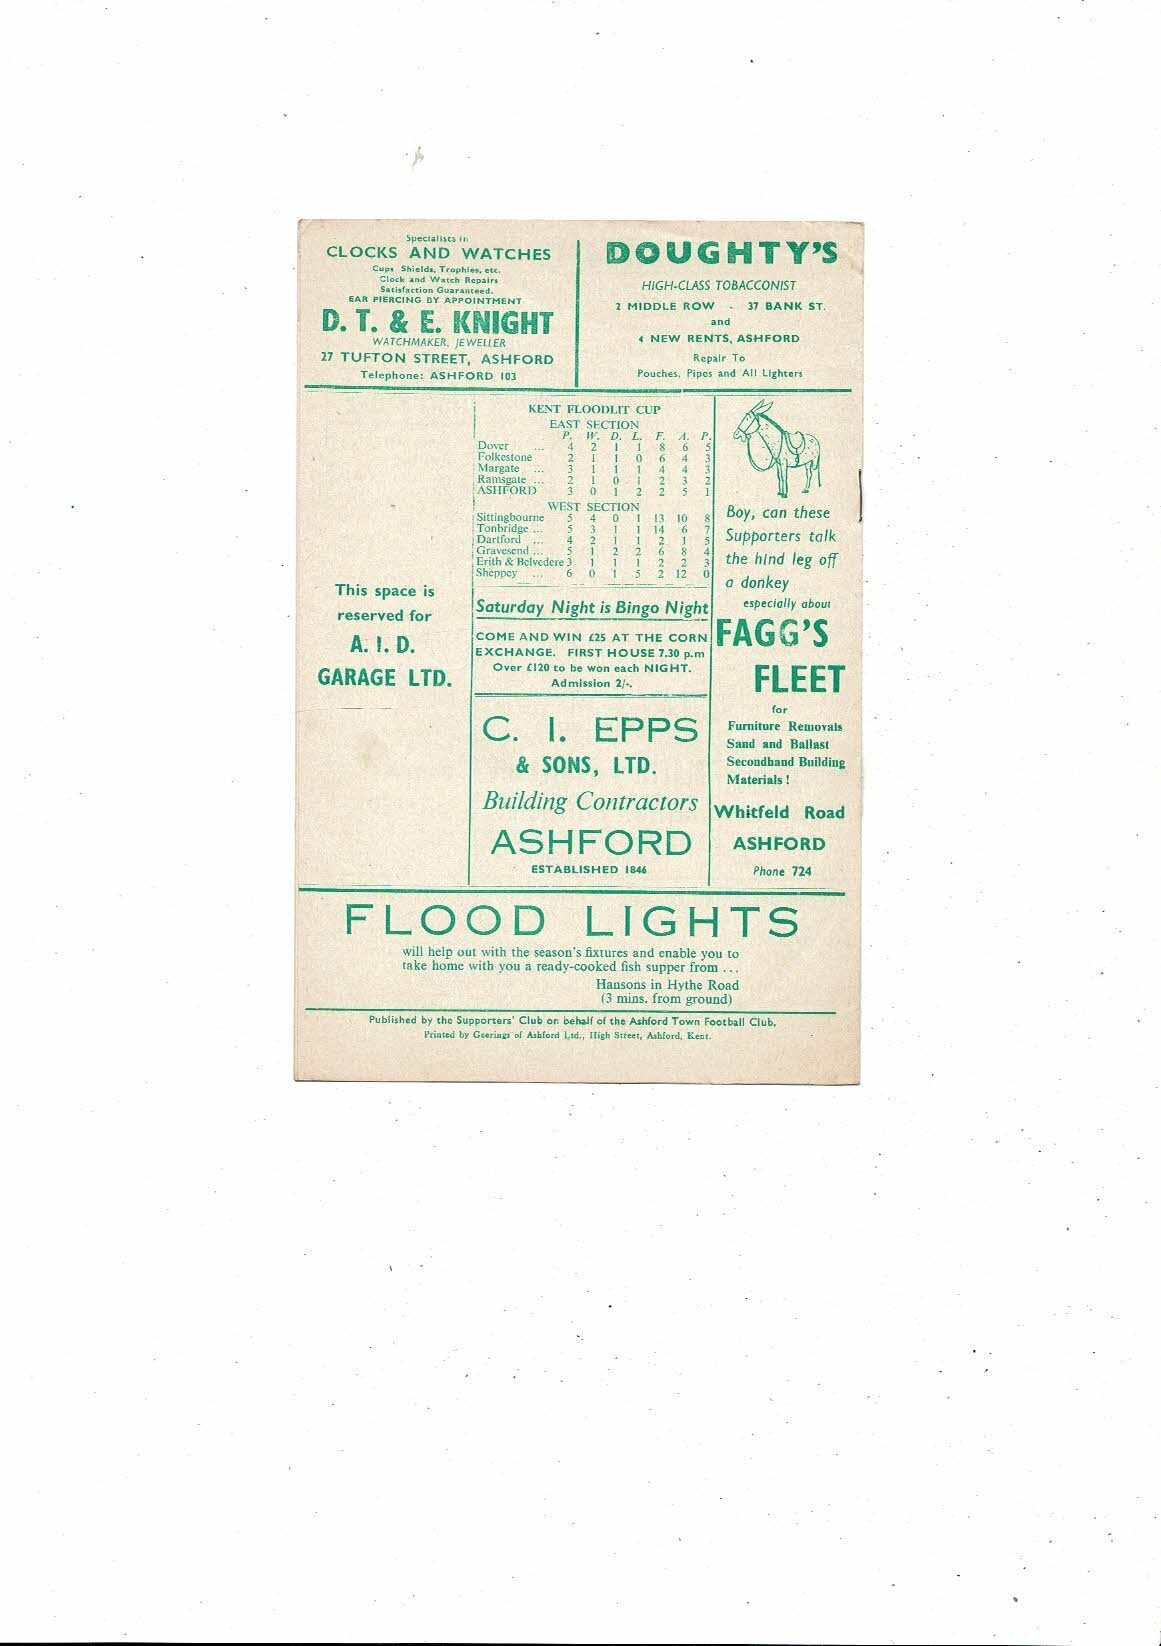 Specialists in
CLOCKS AND WATCHES
Cups Shields, Trophies, etc.
Clock and Watch Repairs
Satisfaction Guaranteed.
EAR PIERCING BY APPOINTMENT
D. T. & E. KNIGHT
WATCHMAKER, JEWELLER
27 TUFTON STREET, ASHFORD
Telephone: ASHFORD 103
DOUGHTY'S
HIGH-CLASS TOBACCONIST
2 MIDDLE ROW - 37 BANK ST.
and
4 NEW RENTS, ASHFORD
Repair To
Pouches, Pipes and All Lighters
This space is
reserved for
A. I. D.
GARAGE LTD.
KENT FLOODLIT CUP
EAST SECTION
P. W. D. L. F. A. P.
Dover ... 4 2 1 1 8 6 5
Folkestone 2 1 1 0 6 4 3
Margate ... 3 1 1 1 4 4 3
Ramsgate ... 2 1 0 1 2 3 2
ASHFORD 3 0 1 2 2 5 1
WEST SECTION
Sittingbourne 5 4 0 1 13 10 8
Tonbridge ... 5 3 1 1 14 6 7
Dartford ... 4 2 1 1 2 1 5
Gravesend ... 5 1 2 2 6 8 4
Erith & Belvedere 3 1 1 1 2 2 3
Sheppey ... 6 0 1 5 2 12 0
Saturday Night is Bingo Night
COME AND WIN £25 AT THE CORN
EXCHANGE. FIRST HOUSE 7.30 p.m
Over £120 to be won each NIGHT.
Admission 2/-.
C. I. EPPS
& SONS, LTD.
Building Contractors
ASHFORD
ESTABLISHED 1846
Boy, can these
Supporters talk
the hind leg off
a donkey
especially about
FAGG'S
FLEET
for
Furniture Removals
Sand and Ballast
Secondhand Building
Materials !
Whitfeld Road
ASHFORD
Phone 724
FLOOD LIGHTS
will help out with the season's fixtures and enable you to
take home with you a ready-cooked fish supper from ...
Hansons in Hythe Road
(3 mins. from ground)
Published by the Supporters' Club on behalf of the Ashford Town Football Club.
Printed by Geerings of Ashford Ltd., High Street, Ashford, Kent.